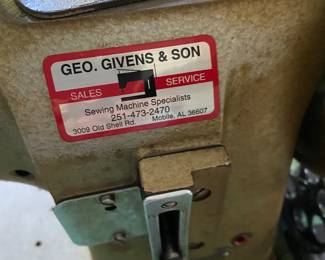 GEO. GIVENS & SON
SALES SERVICE
Sewing Machine Specialists
251-473-2470
3009 Old Shell Rd. Mobile, AL 36607